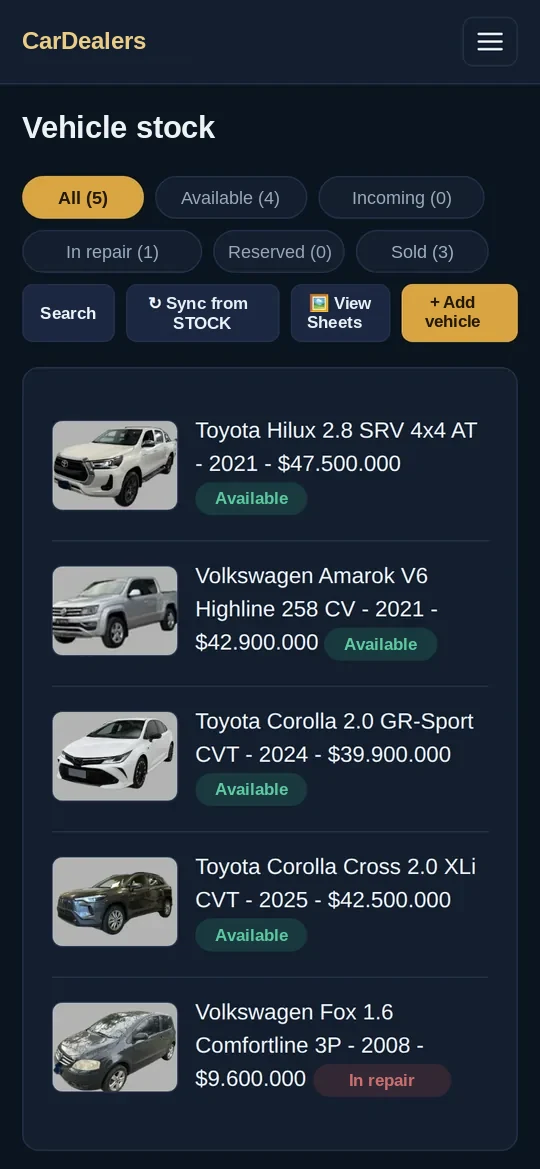 CarDealers
Vehicle stock
All (5)
Available (4)
Incoming (0)
In repair (1)
Reserved (0)
Sold (3)
Search
↻ Sync from
STOCK
🖼️ View
Sheets
+ Add
vehicle
Toyota Hilux 2.8 SRV 4x4 AT
- 2021 - $47.500.000
Available
Volkswagen Amarok V6
Highline 258 CV - 2021 -
$42.900.000 Available
Toyota Corolla 2.0 GR-Sport
CVT - 2024 - $39.900.000
Available
Toyota Corolla Cross 2.0 XLi
CVT - 2025 - $42.500.000
Available
Volkswagen Fox 1.6
Comfortline 3P - 2008 -
$9.600.000 In repair